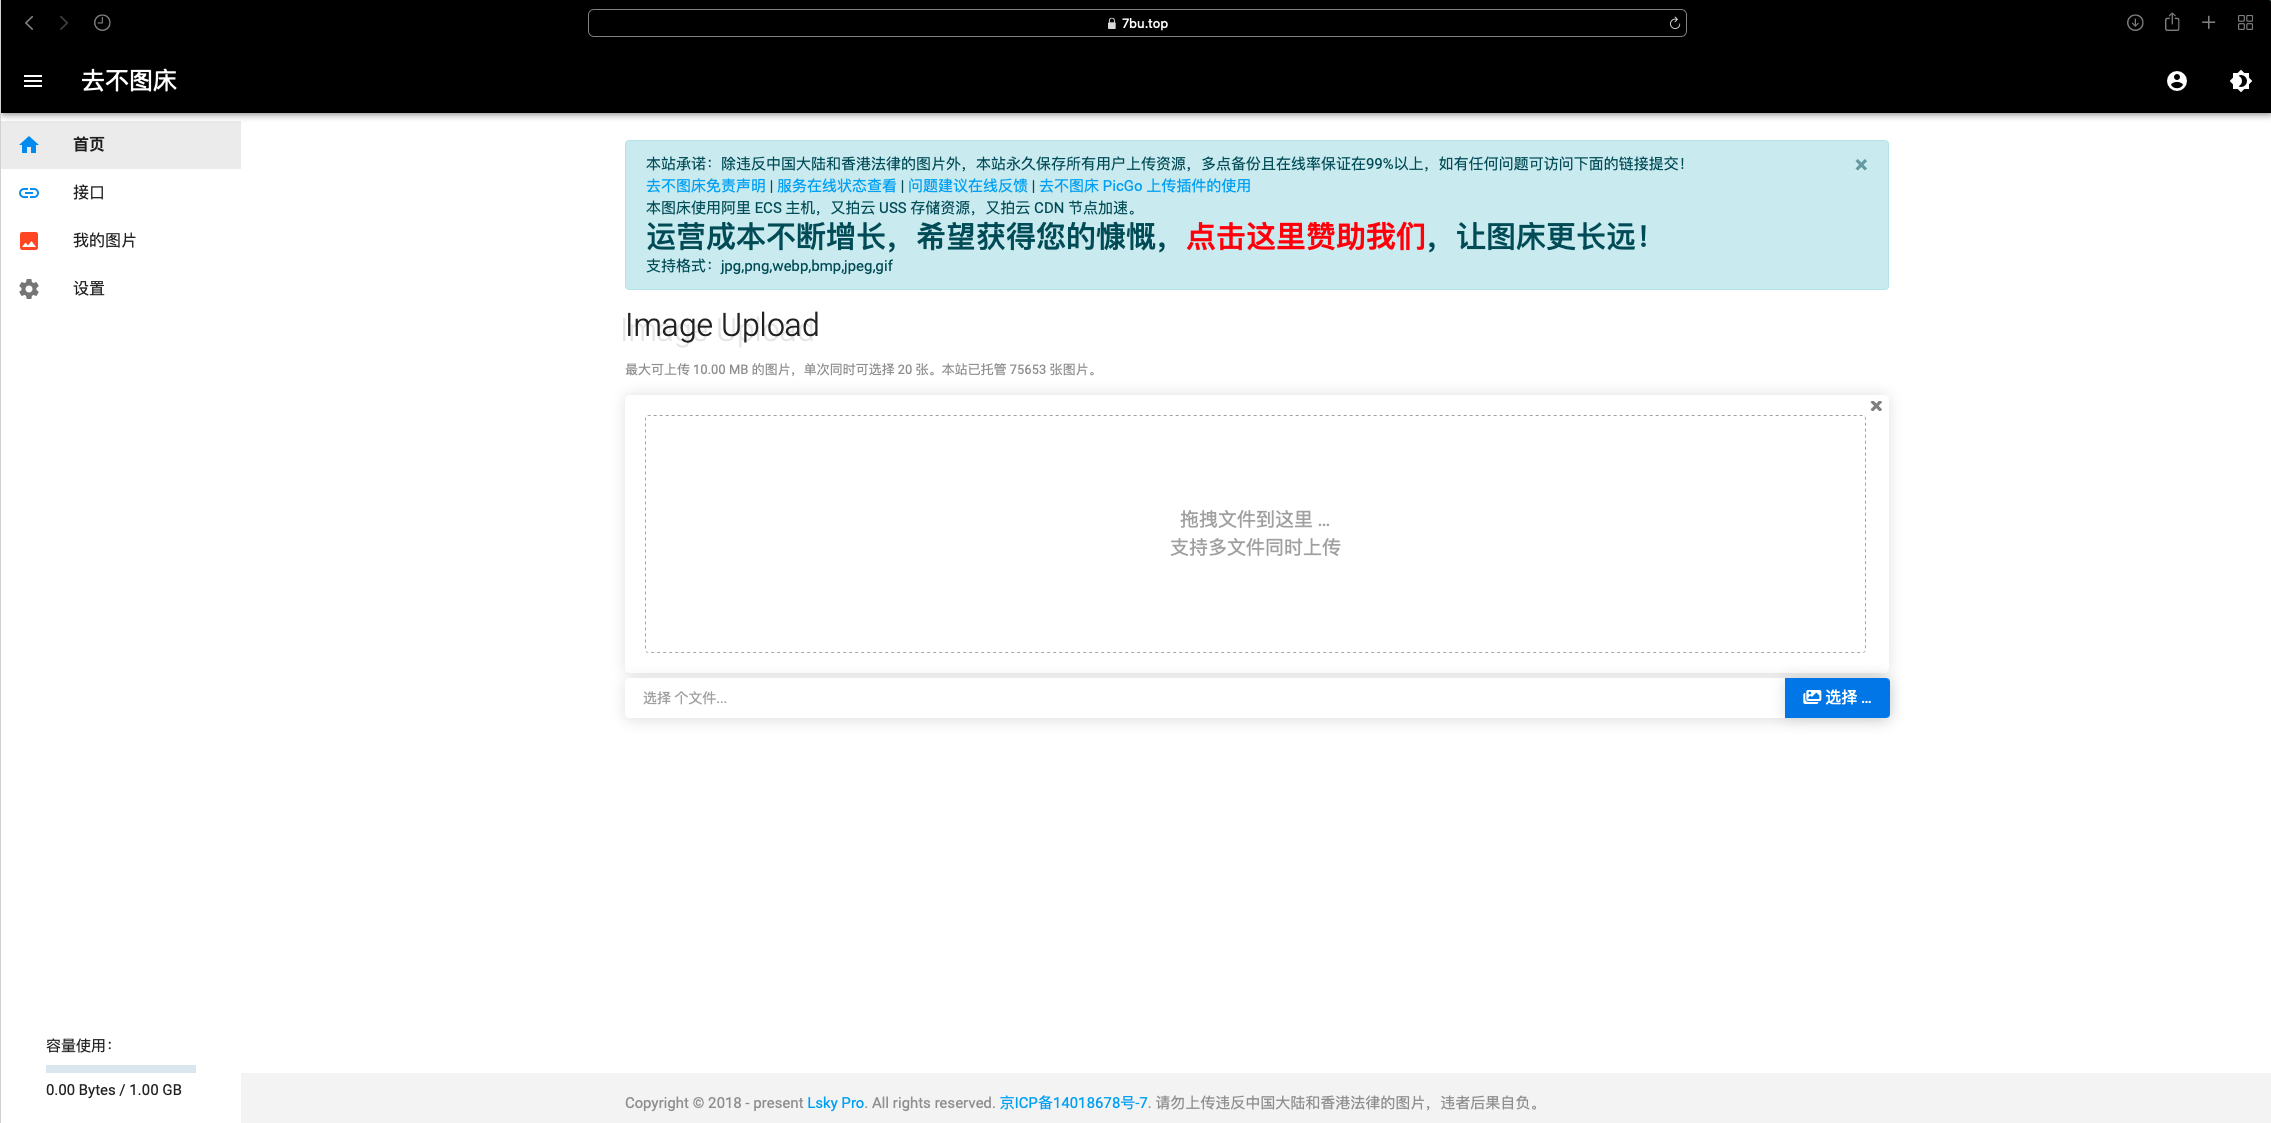 7bu.top
去不图床
首页
接口
我的图片
设置
本站承诺：除违反中国大陆和香港法律的图片外，本站永久保存所有用户上传资源，多点备份且在线率保证在99%以上，如有任何问题可访问下面的链接提交！
去不图床免责声明 | 服务在线状态查看 | 问题建议在线反馈 | 去不图床 PicGo 上传插件的使用
本图床使用阿里 ECS 主机，又拍云 USS 存储资源，又拍云 CDN 节点加速。
运营成本不断增长，希望获得您的慷慨，点击这里赞助我们，让图床更长远！
支持格式：jpg,png,webp,bmp,jpeg,gif
Image Upload
最大可上传 10.00 MB 的图片，单次同时可选择 20 张。本站已托管 75653 张图片。
拖拽文件到这里 ...
支持多文件同时上传
选择 个文件...
选择 ...
容量使用：
0.00 Bytes / 1.00 GB
Copyright © 2018 - present Lsky Pro. All rights reserved. 京ICP备14018678号-7. 请勿上传违反中国大陆和香港法律的图片，违者后果自负。